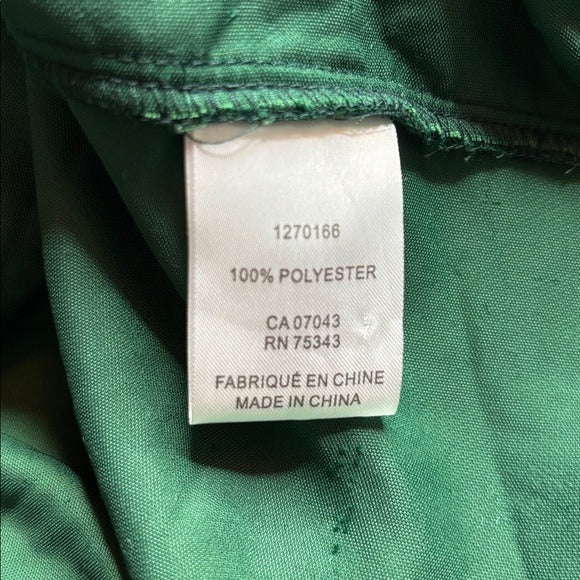 1270166
100% POLYESTER
CA 07043
RN 75343
FABRIQUÉ EN CHINE
MADE IN CHINA